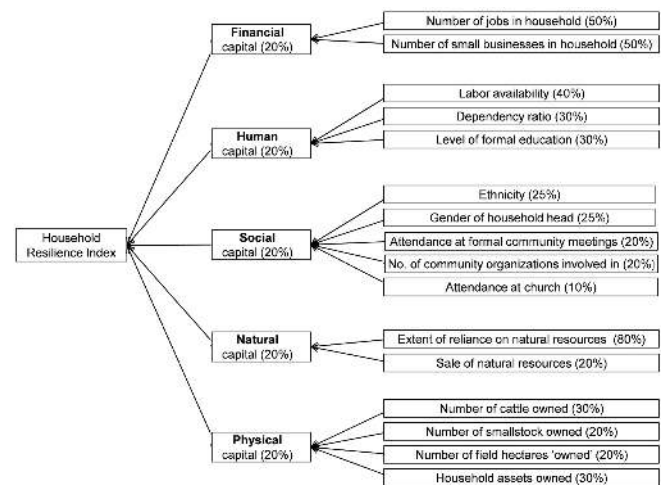 Household
Resilience Index
Financial
capital (20%)
Number of jobs in household (50%)
Number of small businesses in household (50%)
Human
capital (20%)
Labor availability (40%)
Dependency ratio (30%)
Level of formal education (30%)
Social
capital (20%)
Ethnicity (25%)
Gender of household head (25%)
Attendance at formal community meetings (20%)
No. of community organizations involved in (20%)
Attendance at church (10%)
Natural
capital (20%)
Extent of reliance on natural resources (80%)
Sale of natural resources (20%)
Physical
capital (20%)
Number of cattle owned (30%)
Number of smallstock owned (20%)
Number of field hectares 'owned' (20%)
Household assets owned (30%)